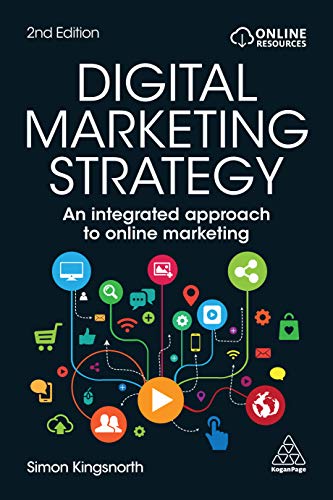 2nd Edition
ONLINE
RESOURCES
DIGITAL
MARKETING
STRATEGY
An integrated approach
to online marketing
Simon Kingsnorth
KoganPage